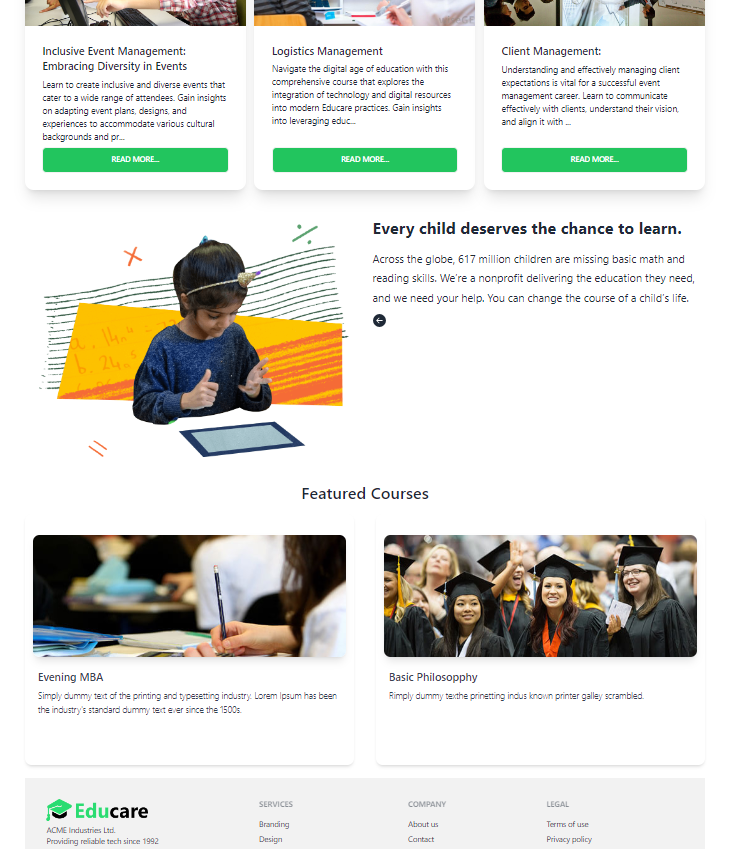 Inclusive Event Management:
Embracing Diversity in Events
Learn to create inclusive and diverse events that
cater to a wide range of attendees. Gain insights
on adapting event plans, designs, and
experiences to accommodate various cultural
backgrounds and pr...
READ MORE...
Logistics Management
Navigate the digital age of education with this
comprehensive course that explores the
integration of technology and digital resources
into modern Educare practices. Gain insights
into leveraging educ...
READ MORE...
Client Management:
Understanding and effectively managing client
expectations is vital for a successful event
management career. Learn to communicate
effectively with clients, understand their vision,
and align it with ...
READ MORE...
Every child deserves the chance to learn.
Across the globe, 617 million children are missing basic math and
reading skills. We're a nonprofit delivering the education they need,
and we need your help. You can change the course of a child's life.
Featured Courses
Evening MBA
Simply dummy text of the printing and typesetting industry. Lorem Ipsum has been
the industry's standard dummy text ever since the 1500s.
Basic Philosopphy
Rimply dummy texthe prinetting indus known printer galley scrambled.
Educare
ACME Industries Ltd.
Providing reliable tech since 1992
SERVICES
Branding
Design
COMPANY
About us
Contact
LEGAL
Terms of use
Privacy policy